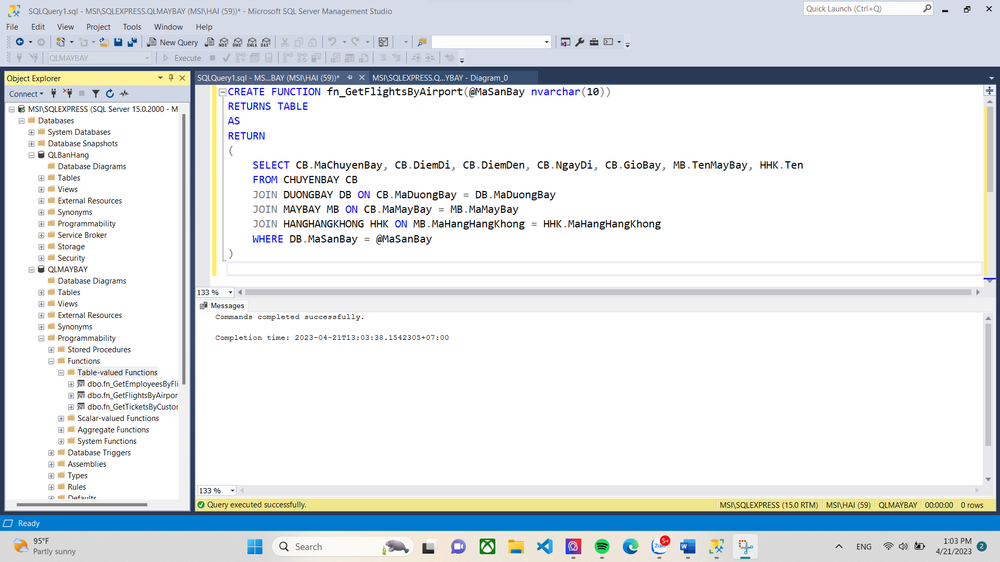 SQLQuery1.sql - MSI\SQLEXPRESS.QLMAYBAY (MSI\HAI (59))* - Microsoft SQL Server Management Studio
Quick Launch (Ctrl+Q)
File Edit View Project Tools Window Help
New Query MDX DMX XMLA DAX
QLMAYBAY Execute
Object Explorer
Connect
MSI\SQLEXPRESS (SQL Server 15.0.2000 - M
Databases
System Databases
Database Snapshots
QLBanHang
Database Diagrams
Tables
Views
External Resources
Synonyms
Programmability
Service Broker
Storage
Security
QLMAYBAY
Database Diagrams
Tables
Views
External Resources
Synonyms
Programmability
Stored Procedures
Functions
Table-valued Functions
dbo.fn_GetEmployeesByFli
dbo.fn_GetFlightsByAirpor
dbo.fn_GetTicketsByCustor
Scalar-valued Functions
Aggregate Functions
System Functions
Database Triggers
Assemblies
Types
Rules
Defaults
SQLQuery1.sql - MS...BAY (MSI\HAI (59))* MSI\SQLEXPRESS.Q...YBAY - Diagram_0
CREATE FUNCTION fn_GetFlightsByAirport(@MaSanBay nvarchar(10))
RETURNS TABLE
AS
RETURN
(
SELECT CB.MaChuyenBay, CB.DiemDi, CB.DiemDen, CB.NgayDi, CB.GioBay, MB.TenMayBay, HHK.Ten
FROM CHUYENBAY CB
JOIN DUONGBAY DB ON CB.MaDuongBay = DB.MaDuongBay
JOIN MAYBAY MB ON CB.MaMayBay = MB.MaMayBay
JOIN HANGHANGKHONG HHK ON MB.MaHangHangKhong = HHK.MaHangHangKhong
WHERE DB.MaSanBay = @MaSanBay
)
133 %
Messages
Commands completed successfully.
Completion time: 2023-04-21T13:03:38.1542305+07:00
133 %
Query executed successfully. MSI\SQLEXPRESS (15.0 RTM) MSI\HAI (59) QLMAYBAY 00:00:00 0 rows
Ready
95°F
Partly sunny
Search
Zalo
5+
ENG
1:03 PM
4/21/2023
2